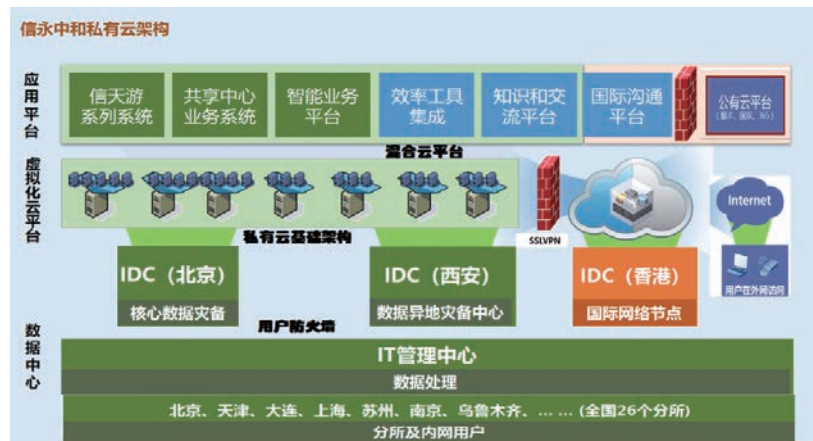 信永中和私有云架构
应用平台
信天游
系列系统
共享中心
业务系统
智能业务
平台
效率工具
集成
知识和交
流平台
国际沟通
平台
公有云平台
混合云平台
虚拟化云平台
私有云基础架构
SSLVPN
Internet
用户在外网访问
IDC（北京）
核心数据灾备
IDC（西安）
数据异地灾备中心
IDC（香港）
国际网络节点
用户防火墙
数据中心
IT管理中心
数据处理
北京、天津、大连、上海、苏州、南京、乌鲁木齐、... ... (全国26个分所)
分所及内网用户